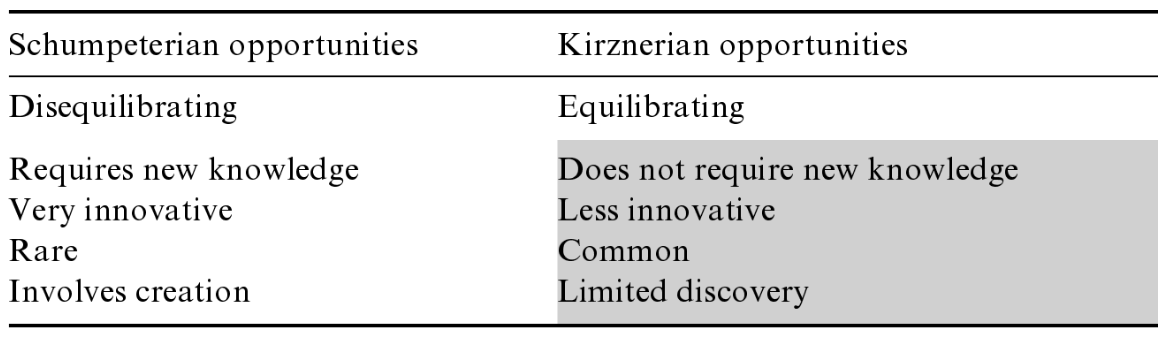 Schumpeterian opportunities Kirznerian opportunities
Disequilibrating Equilibrating
Requires new knowledge Does not require new knowledge
Very innovative Less innovative
Rare Common
Involves creation Limited discovery